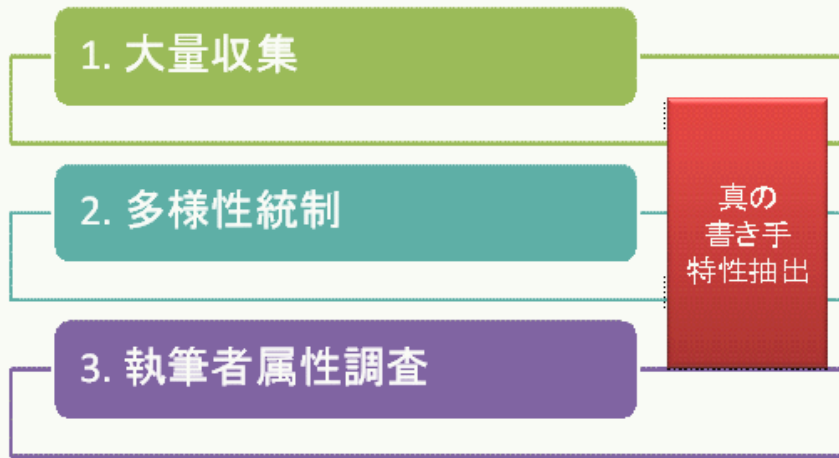 1. 大量収集
2. 多様性統制
3. 執筆者属性調査
真の
書き手
特性抽出